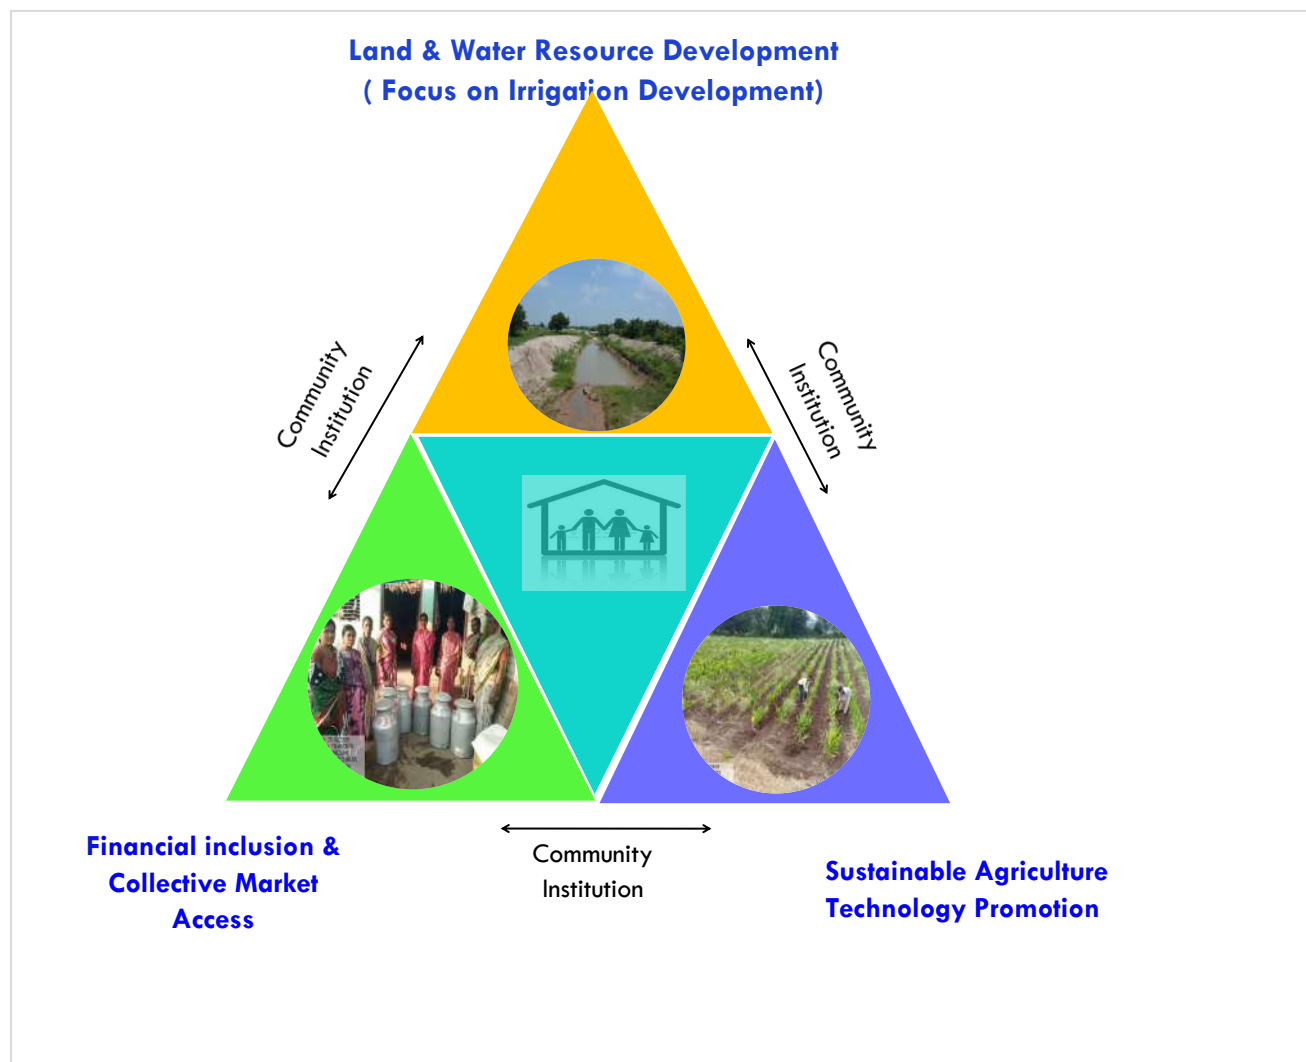 Land & Water Resource Development
( Focus on Irrigation Development)
Community
Institution
Community
Institution
Financial inclusion &
Collective Market
Access
Community
Institution
Sustainable Agriculture
Technology Promotion